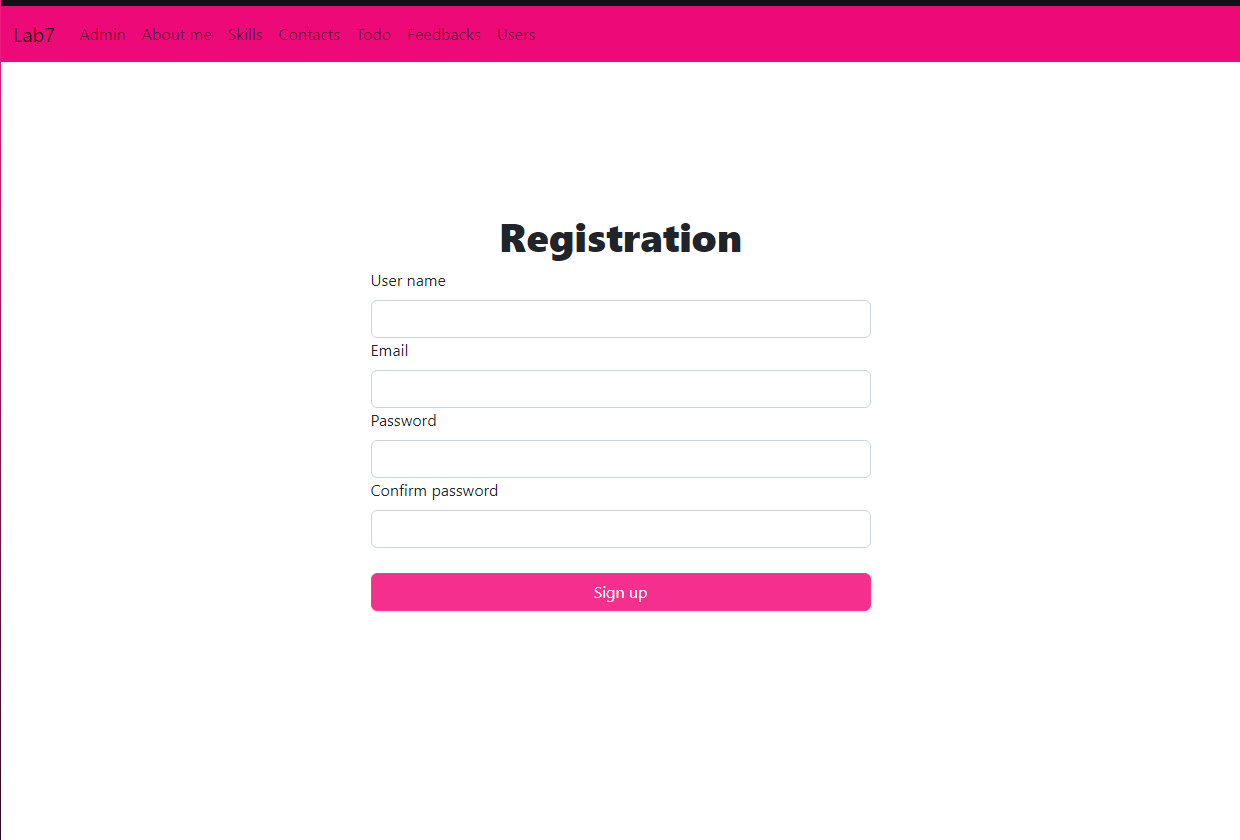 Lab7 Admin About me Skills Contacts Todo Feedbacks Users
Registration
User name
Email
Password
Confirm password
Sign up